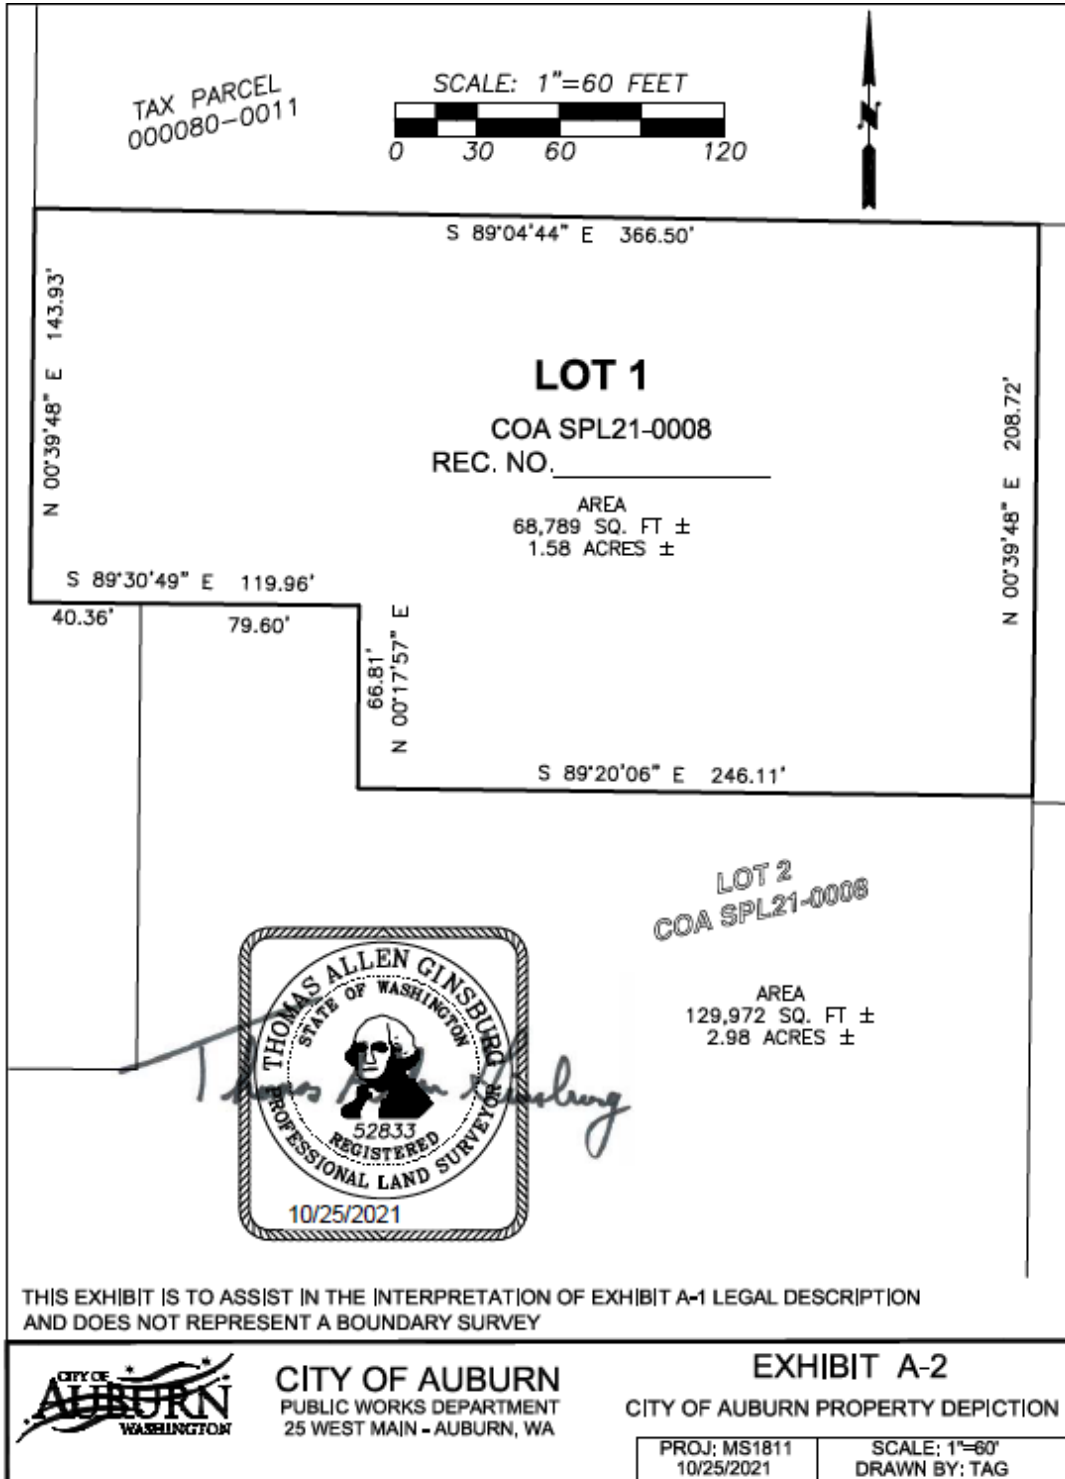 TAX PARCEL
000080-0011
SCALE: 1"=60 FEET
0 30 60 120
N
S 89°04'44" E 366.50'
N 00°39'48" E 143.93'
LOT 1
COA SPL21-0008
REC. NO.
AREA
68,789 SQ. FT ±
1.58 ACRES ±
N 00°39'48" E 208.72'
S 89°30'49" E 119.96'
40.36'
79.60'
66.81'
N 00°17'57" E
S 89°20'06" E 246.11'
LOT 2
COA SPL21-0008
AREA
129,972 SQ. FT ±
2.98 ACRES ±
THOMAS ALLEN GINSBURG
STATE OF WASHINGTON
Thomas Allen Ginsburg
52833
REGISTERED
PROFESSIONAL LAND SURVEYOR
10/25/2021
THIS EXHIBIT IS TO ASSIST IN THE INTERPRETATION OF EXHIBIT A-1 LEGAL DESCRIPTION
AND DOES NOT REPRESENT A BOUNDARY SURVEY
CITY OF
AUBURN
WASHINGTON
CITY OF AUBURN
PUBLIC WORKS DEPARTMENT
25 WEST MAIN - AUBURN, WA
EXHIBIT A-2
CITY OF AUBURN PROPERTY DEPICTION
PROJ: MS1811
10/25/2021
SCALE: 1"=60'
DRAWN BY: TAG